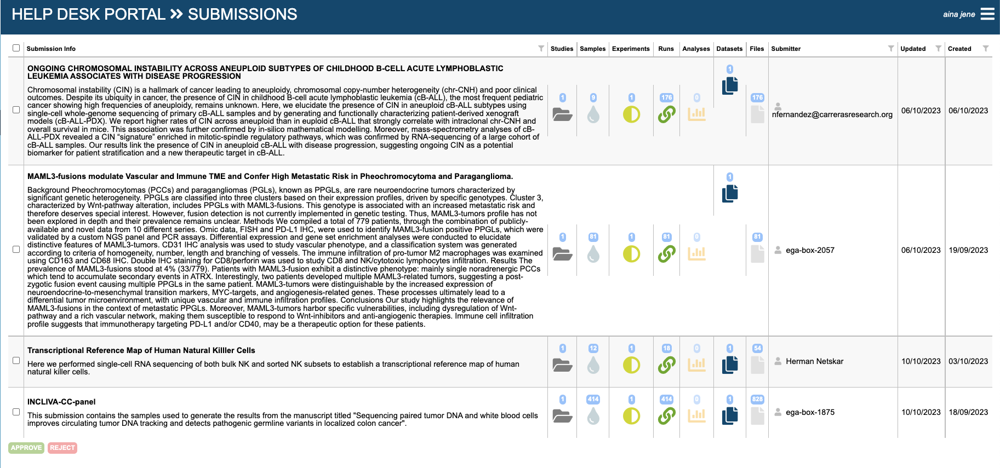 HELP DESK PORTAL » SUBMISSIONS
aina jene
Submission Info Studies Samples Experiments Runs Analyses Datasets Files Submitter Updated Created
ONGOING CHROMOSOMAL INSTABILITY ACROSS ANEUPLOID SUBTYPES OF CHILDHOOD B-CELL ACUTE LYMPHOBLASTIC
LEUKEMIA ASSOCIATES WITH DISEASE PROGRESSION
Chromosomal instability (CIN) is a hallmark of cancer leading to aneuploidy, chromosomal copy-number heterogeneity (chr-CNH) and poor clinical
outcomes. Despite its ubiquity in cancer, the presence of CIN in childhood B-cell acute lymphoblastic leukemia (cB-ALL), the most frequent pediatric
cancer showing high frequencies of aneuploidy, remains unknown. Here, we elucidate the presence of CIN in aneuploid cB-ALL subtypes using
single-cell whole-genome sequencing of primary cB-ALL samples and by generating and functionally characterizing patient-derived xenograft
models (cB-ALL-PDX). We report higher rates of CIN across aneuploid than in euploid cB-ALL that strongly correlate with intraclonal chr-CNH and
overall survival in mice. This association was further confirmed by in-silico mathematical modelling. Moreover, mass-spectrometry analyses of cB-
ALL-PDX revealed a CIN “signature” enriched in mitotic-spindle regulatory pathways, which was confirmed by RNA-sequencing of a large cohort of
cB-ALL samples. Our results link the presence of CIN in aneuploid cB-ALL with disease progression, suggesting ongoing CIN as a potential
biomarker for patient stratification and a new therapeutic target in cB-ALL.
1 9 1 176 0 1 176
nfernandez@carrerasresearch.org
06/10/2023 06/10/2023
MAML3-fusions modulate Vascular and Immune TME and Confer High Metastatic Risk in Pheochromocytoma and Paraganglioma.
Background Pheochromocytomas (PCCs) and paragangliomas (PGLs), known as PPGLs, are rare neuroendocrine tumors characterized by
significant genetic heterogeneity. PPGLs are classified into three clusters based on their expression profiles, driven by specific genotypes. Cluster 3,
characterized by Wnt-pathway alteration, includes PPGLs with MAML3-fusions. This genotype is associated with an increased metastatic risk and
therefore deserves special interest. However, fusion detection is not currently implemented in genetic testing. Thus, MAML3-tumors profile has not
been explored in depth and their prevalence remains unclear. Methods We compiled a total of 779 patients, through the combination of publicly-
available and novel data from 10 different series. Omic data, FISH and PD-L1 IHC, were used to identify MAML3-fusion positive PPGLs, which were
validated by a custom NGS panel and PCR assays. Differential expression and gene set enrichment analyses were conducted to elucidate
distinctive features of MAML3-tumors. CD31 IHC analysis was used to study vascular phenotype, and a classification system was generated
according to criteria of homogeneity, number, length and branching of vessels. The immune infiltration of pro-tumor M2 macrophages was examined
using CD163 and CD68 IHC. Double IHC staining for CD8/perforin was used to study CD8 and NK/cytotoxic lymphocytes infiltration. Results The
prevalence of MAML3-fusions stood at 4% (33/779). Patients with MAML3-fusion exhibit a distinctive phenotype: mainly single noradrenergic PCCs
which tend to accumulate secondary events in ATRX. Interestingly, two patients developed multiple MAML3-related tumors, suggesting a post-
zygotic fusion event causing multiple PPGLs in the same patient. MAML3-tumors were distinguishable by the increased expression of
neuroendocrine-to-mesenchymal transition markers, MYC-targets, and angiogenesis-related genes. These processes ultimately lead to a
differential tumor microenvironment, with unique vascular and immune infiltration profiles. Conclusions Our study highlights the relevance of
MAML3-fusions in the context of metastatic PPGLs. Moreover, MAML3-tumors harbor specific vulnerabilities, including dysregulation of Wnt-
pathway and a rich vascular network, making them susceptible to respond to Wnt-inhibitors and anti-angiogenic therapies. Immune cell infiltration
profile suggests that immunotherapy targeting PD-L1 and/or CD40, may be a therapeutic option for these patients.
1 81 1 81 0 1 81
ega-box-2057
06/10/2023 19/09/2023
Transcriptional Reference Map of Human Natural Killler Cells
Here we performed single-cell RNA sequencing of both bulk NK and sorted NK subsets to establish a transcriptional reference map of human
natural killer cells.
1 12 1 18 0 1 54
Herman Netskar
10/10/2023 03/10/2023
INCLIVA-CC-panel
This submission contains the samples used to generate the results from the manuscript titled "Sequencing paired tumor DNA and white blood cells
improves circulating tumor DNA tracking and detects pathogenic germline variants in localized colon cancer".
1 414 1 414 0 1 828
ega-box-1875
10/10/2023 18/09/2023
APPROVE REJECT